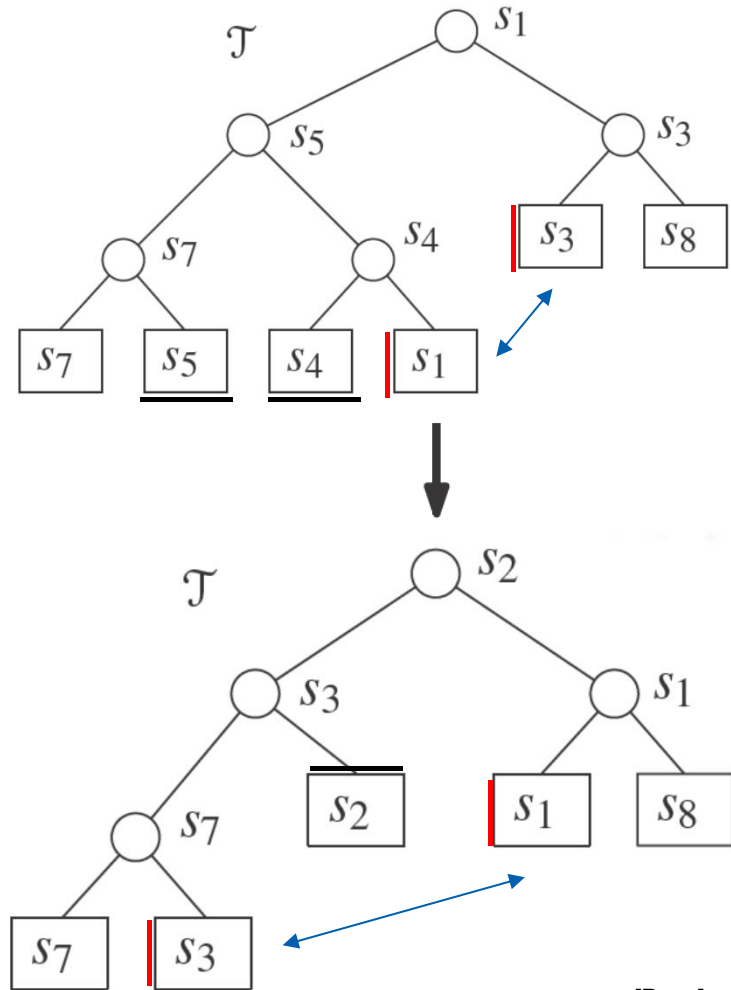 𝒯 s₁
s₅ s₃
s₇ s₄ s₃ s₈
s₇ s₅ s₄ s₁
𝒯 s₂
s₃ s₁
s₇ s₂ s₁ s₈
s₇ s₃